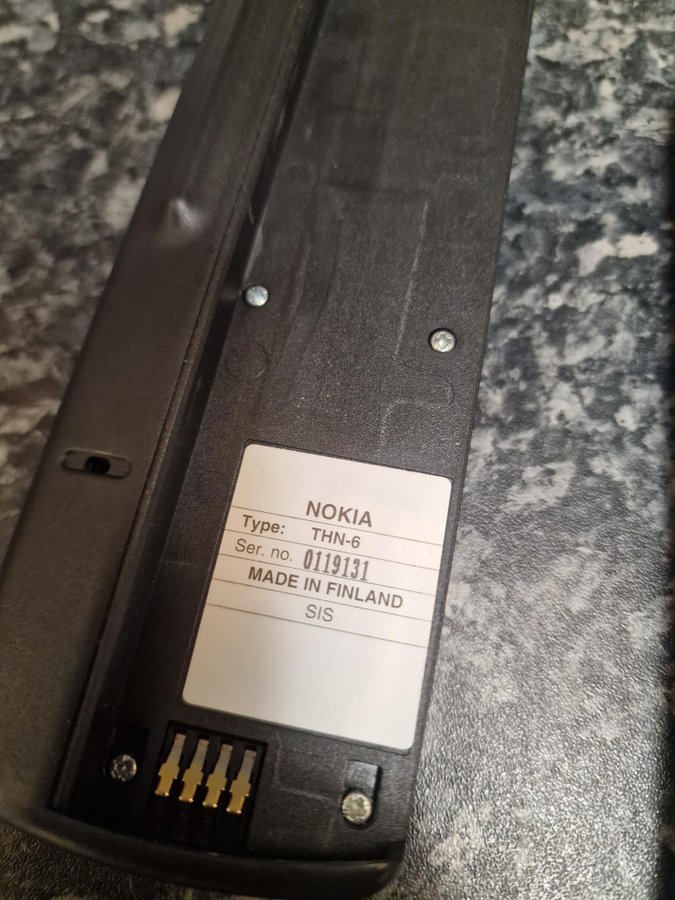 NOKIA
Type: THN-6
Ser. no. 0119131
MADE IN FINLAND
SIS